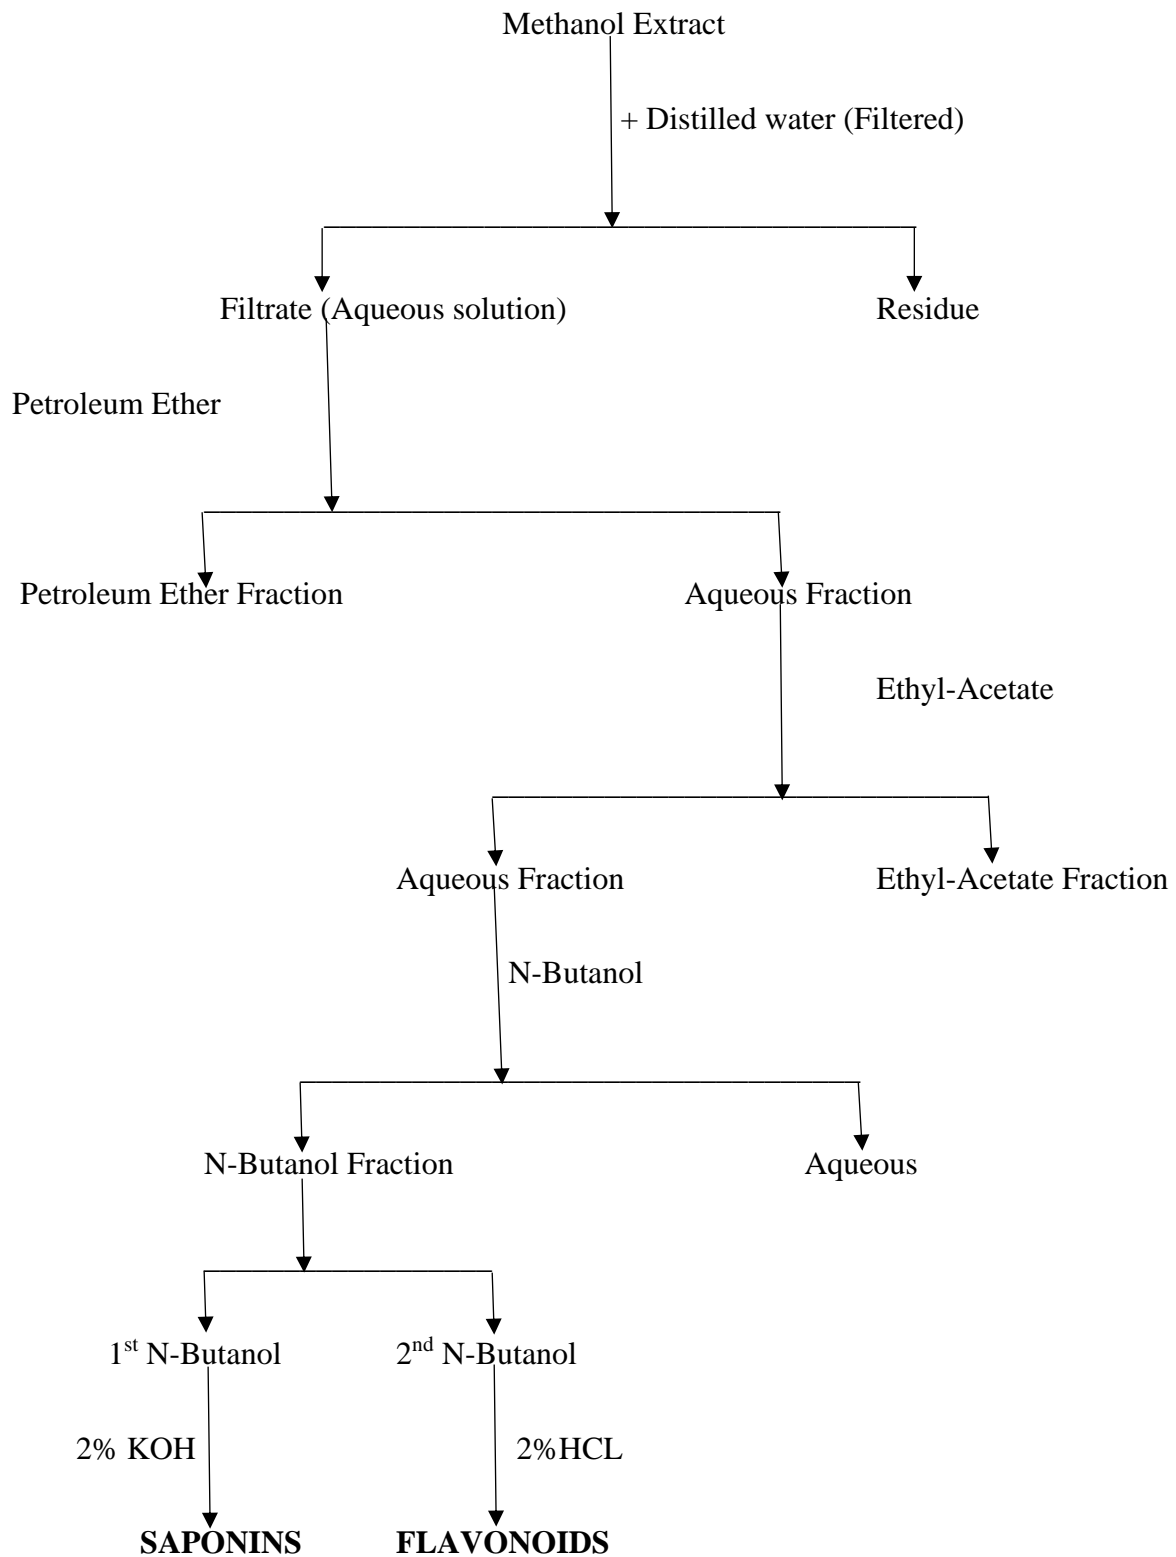 Methanol Extract
+ Distilled water (Filtered)
Filtrate (Aqueous solution)
Residue
Petroleum Ether
Petroleum Ether Fraction
Aqueous Fraction
Ethyl-Acetate
Aqueous Fraction
Ethyl-Acetate Fraction
N-Butanol
N-Butanol Fraction
Aqueous
1st N-Butanol
2nd N-Butanol
2% KOH
2%HCL
SAPONINS
FLAVONOIDS